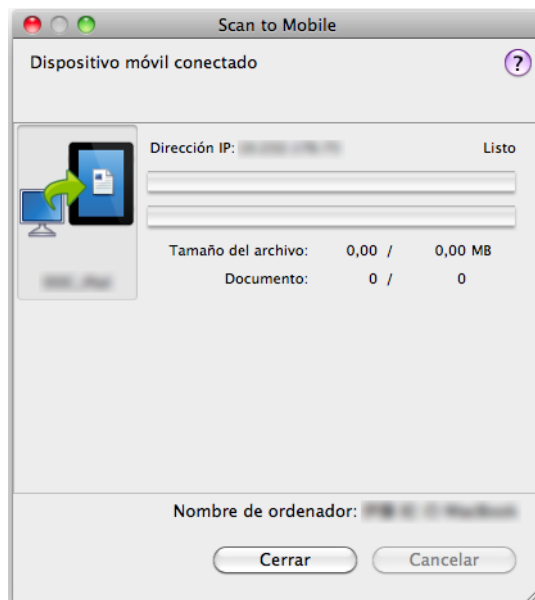 Scan to Mobile
Dispositivo móvil conectado
?
Dirección IP:
Listo
Tamaño del archivo: 0,00 / 0,00 MB
Documento: 0 / 0
Nombre de ordenador:
Cerrar Cancelar